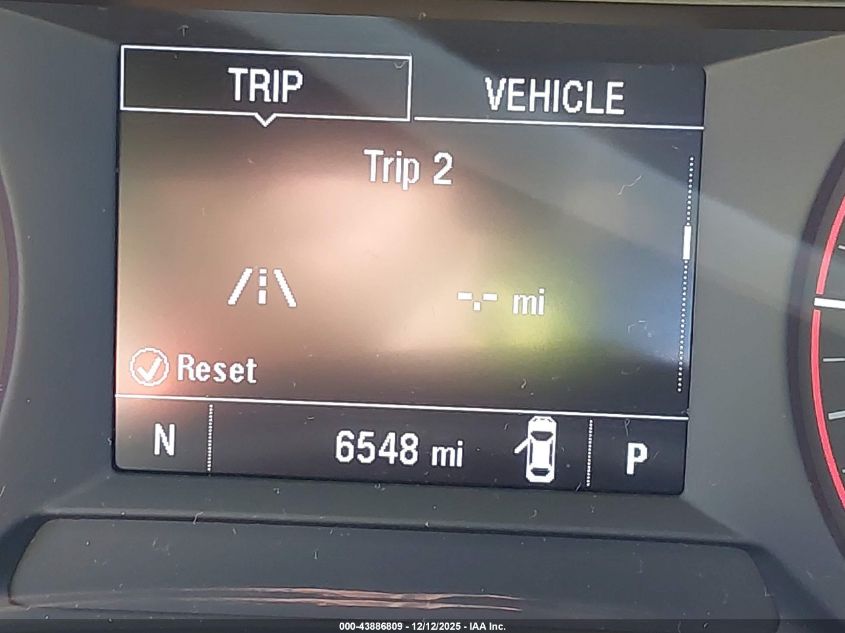 TRIP VEHICLE
Trip 2
-.- mi
Reset
N 6548 mi P
000-43886809 - 12/12/2025 - IAA Inc.